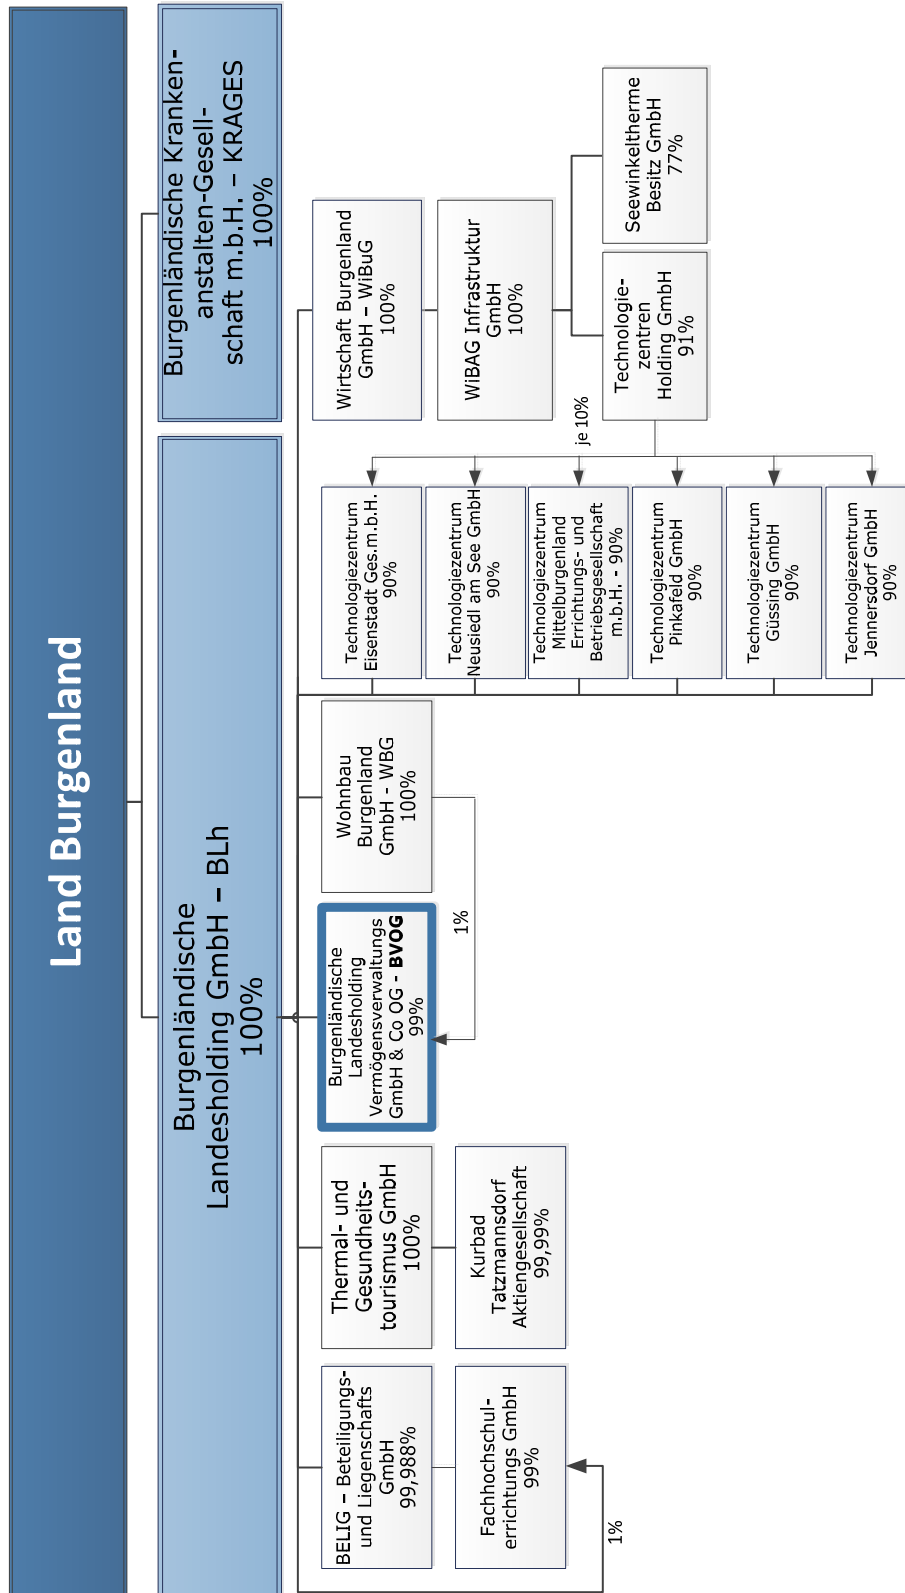 Land Burgenland
Burgenländische
Landesholding GmbH – BLh
100%
Burgenländische Kranken-
anstalten-Gesell-
schaft m.b.H. – KRAGES
100%
BELIG – Beteiligungs-
und Liegenschafts
GmbH
99,988%
Fachhochschul-
errichtungs GmbH
99%
1%
Thermal- und
Gesundheits-
tourismus GmbH
100%
Kurbad
Tatzmannsdorf
Aktiengesellschaft
99,99%
Burgenländische
Landesholding
Vermögensverwaltungs
GmbH & Co OG - BVOG
99%
1%
Wohnbau
Burgenland
GmbH - WBG
100%
Technologiezentrum
Eisenstadt Ges.m.b.H.
90%
Technologiezentrum
Neusiedl am See GmbH
90%
Technologiezentrum
Mittelburgenland
Errichtungs- und
Betriebsgesellschaft
m.b.H. - 90%
Technologiezentrum
Pinkafeld GmbH
90%
Technologiezentrum
Güssing GmbH
90%
Technologiezentrum
Jennersdorf GmbH
90%
je 10%
Wirtschaft Burgenland
GmbH – WiBuG
100%
WiBAG Infrastruktur
GmbH
100%
Technologie-
zentren
Holding GmbH
91%
Seewinkeltherme
Besitz GmbH
77%